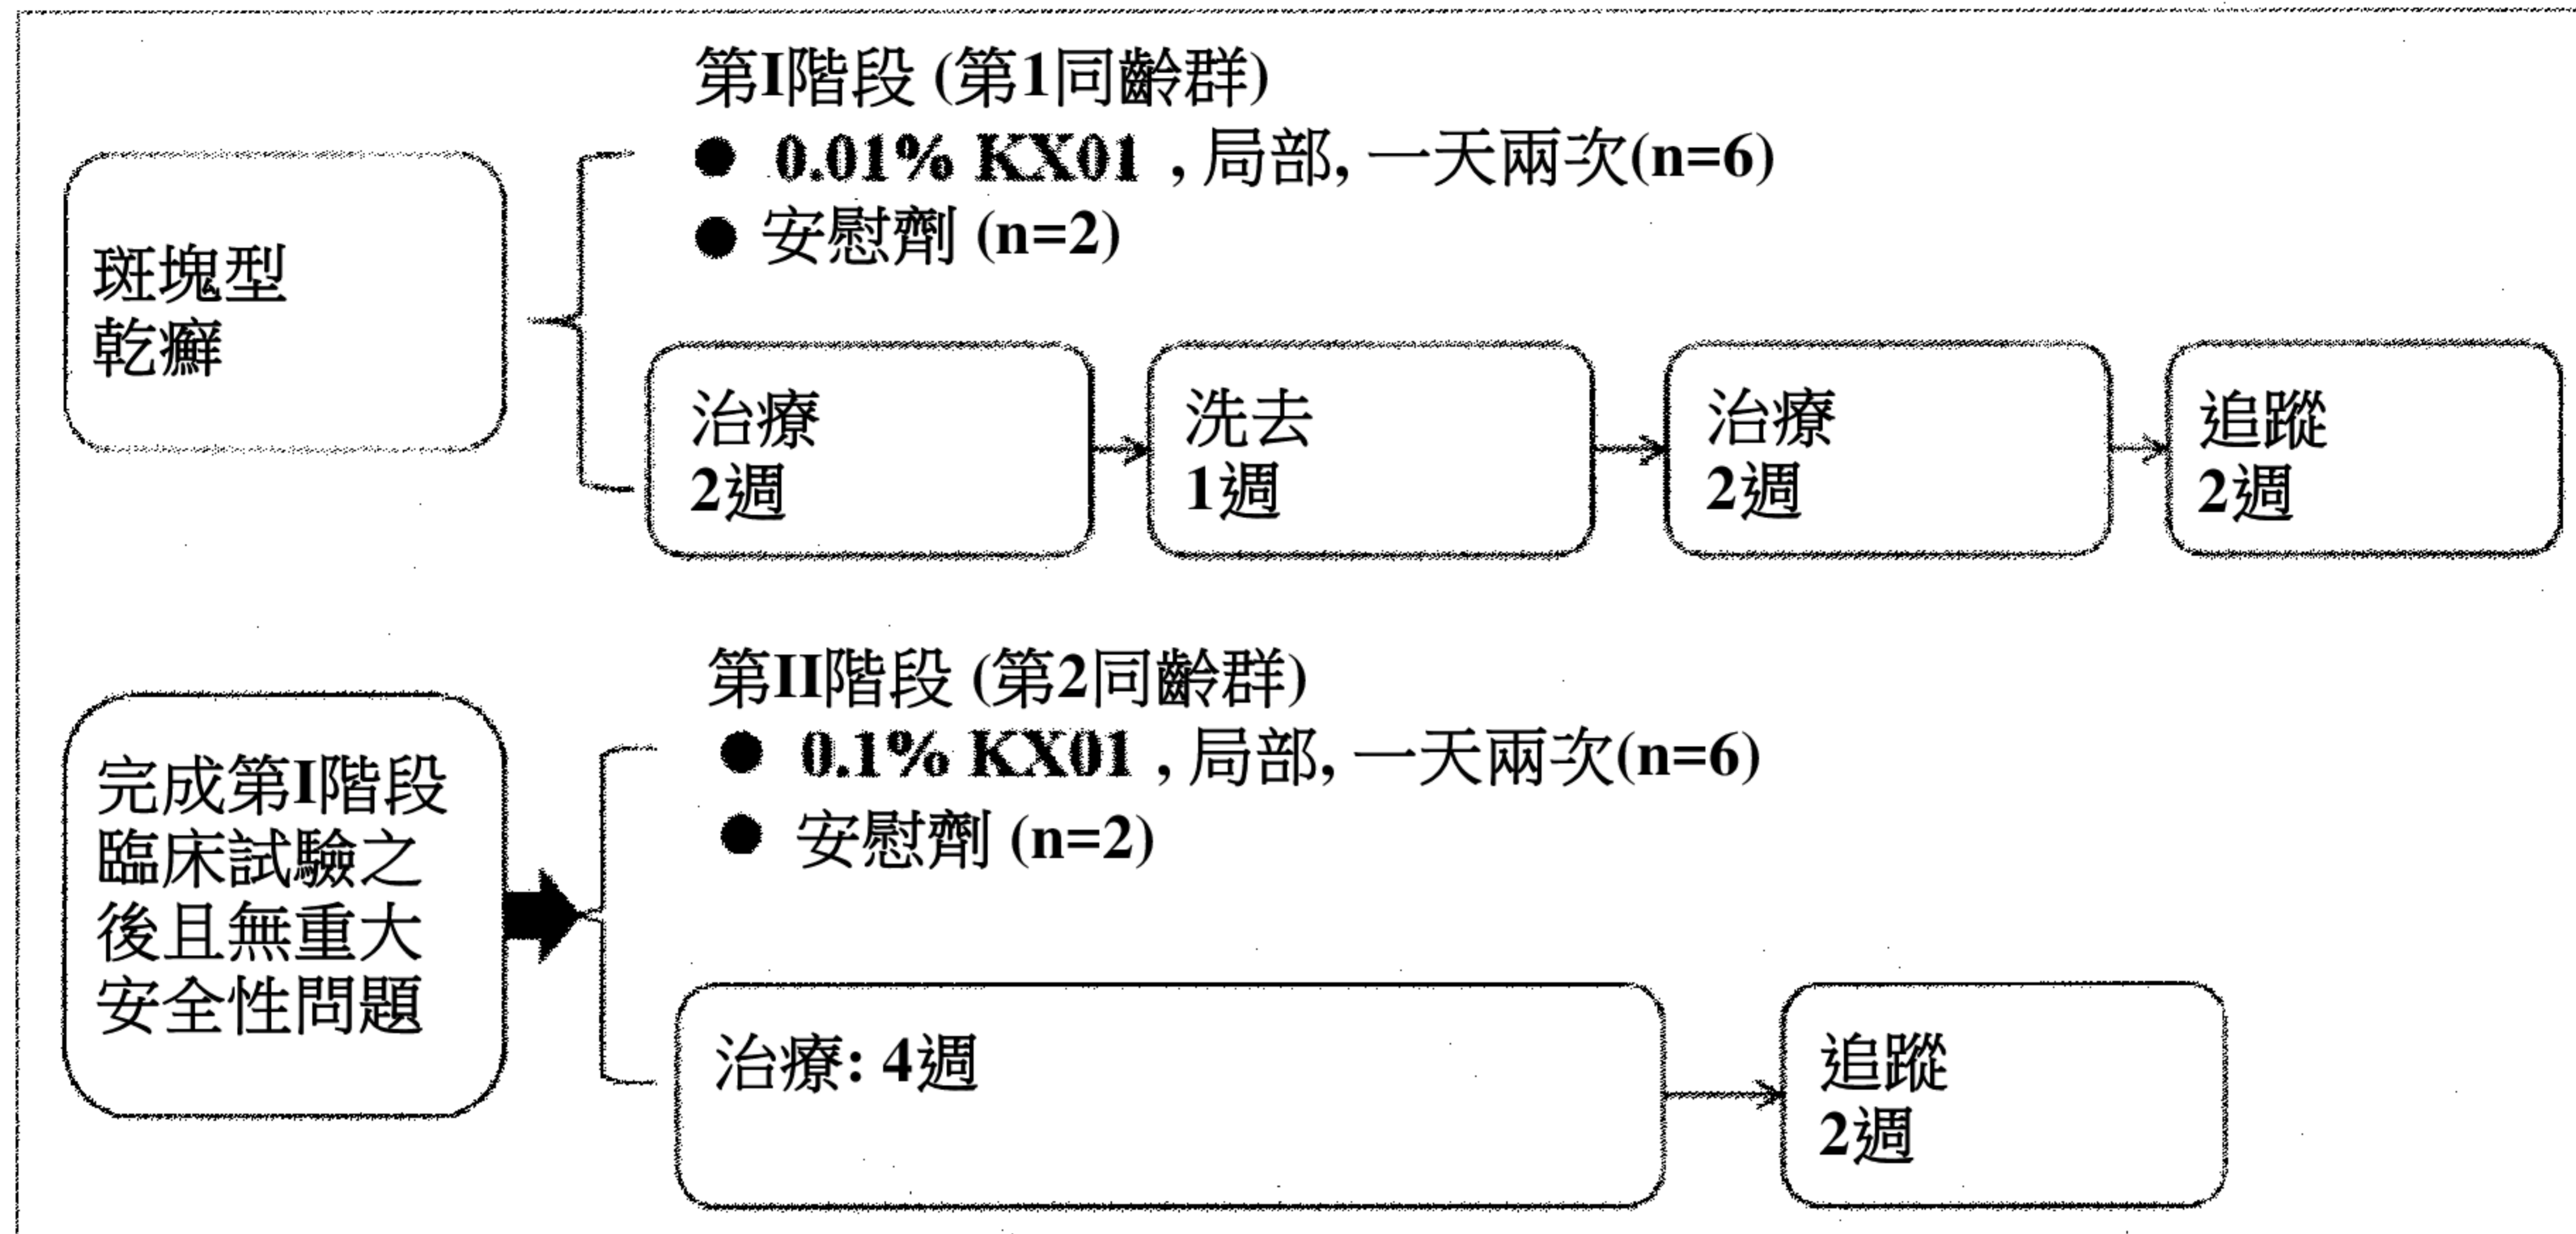 第I階段 (第1同齡群)
● 0.01% KX01 , 局部, 一天兩次(n=6)
● 安慰劑 (n=2)
斑塊型
乾癬
治療
2週
洗去
1週
治療
2週
追蹤
2週
第II階段 (第2同齡群)
● 0.1% KX01 , 局部, 一天兩次(n=6)
● 安慰劑 (n=2)
完成第I階段
臨床試驗之
後且無重大
安全性問題
治療: 4週
追蹤
2週